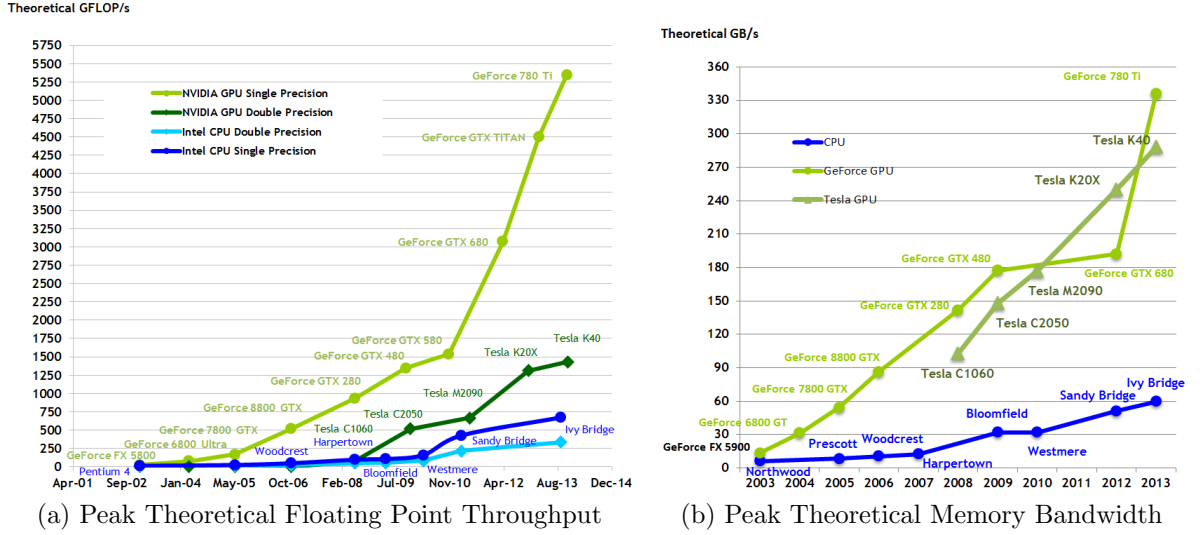 Theoretical GFLOP/s
5750
5500
5250
5000
4750
4500
4250
4000
3750
3500
3250
3000
2750
2500
2250
2000
1750
1500
1250
1000
750
500
250
0
Apr-01 Sep-02 Jan-04 May-05 Oct-06 Feb-08 Jul-09 Nov-10 Apr-12 Aug-13 Dec-14
NVIDIA GPU Single Precision
NVIDIA GPU Double Precision
Intel CPU Double Precision
Intel CPU Single Precision
GeForce 780 Ti
GeForce GTX TITAN
GeForce GTX 680
GeForce GTX 580
GeForce GTX 480
GeForce GTX 280
GeForce 8800 GTX
GeForce 7800 GTX
GeForce 6800 Ultra
GeForce FX 5800
Tesla K40
Tesla K20X
Tesla M2090
Tesla C2050
Tesla C1060
Harpertown
Woodcrest
Pentium 4
Bloomfield
Westmere
Sandy Bridge
Ivy Bridge
(a) Peak Theoretical Floating Point Throughput
Theoretical GB/s
360
330
300
270
240
210
180
150
120
90
60
30
0
2003 2004 2005 2006 2007 2008 2009 2010 2011 2012 2013
CPU
GeForce GPU
Tesla GPU
GeForce 780 Ti
Tesla K40
Tesla K20X
GeForce GTX 480
GeForce GTX 680
Tesla M2090
GeForce GTX 280
Tesla C2050
GeForce 8800 GTX
Tesla C1060
GeForce 7800 GTX
GeForce 6800 GT
GeForce FX 5900
Northwood
Prescott
Woodcrest
Harpertown
Bloomfield
Westmere
Sandy Bridge
Ivy Bridge
(b) Peak Theoretical Memory Bandwidth